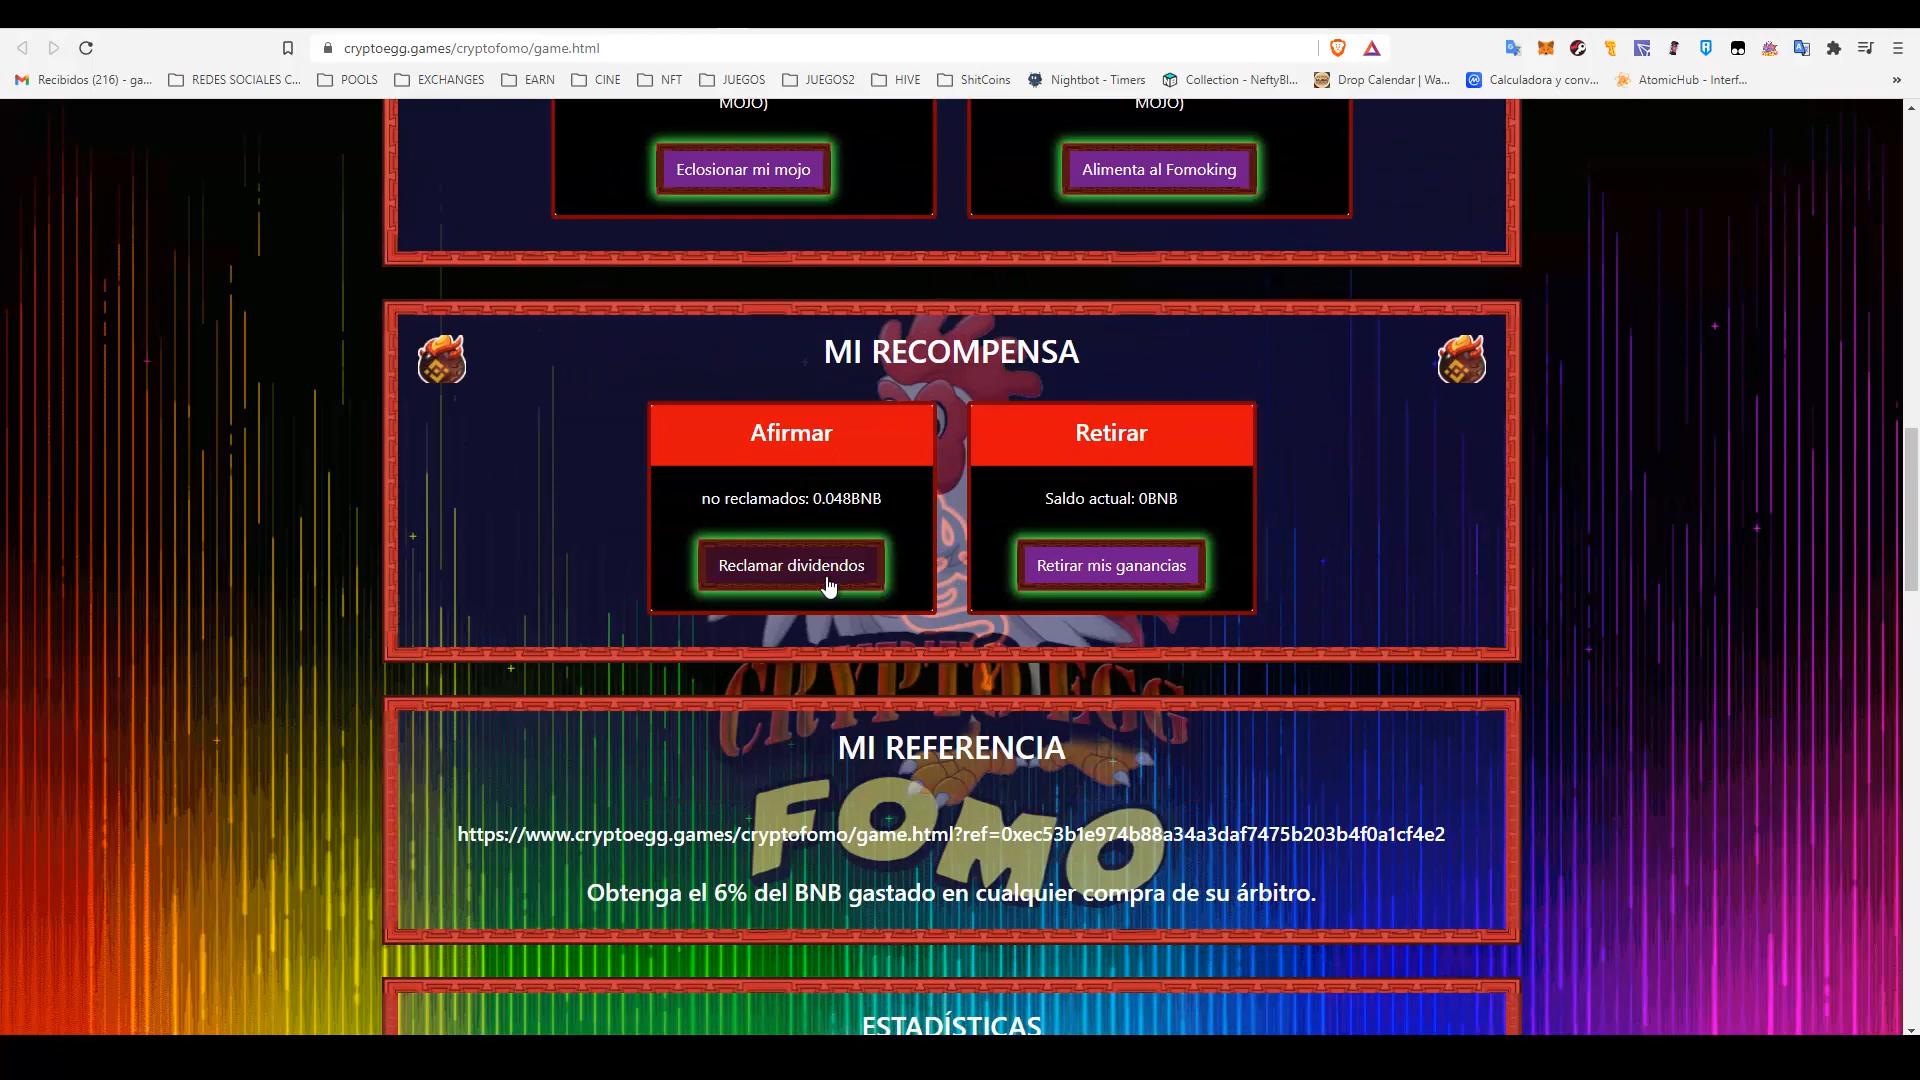 cryptoegg.games/cryptofomo/game.html
Recibidos (216) - ga...
REDES SOCIALES C...
POOLS
EXCHANGES
EARN
CINE
NFT
JUEGOS
JUEGOS2
HIVE
ShitCoins
Nightbot - Timers
Collection - NeftyBl...
Drop Calendar | Wa...
Calculadora y conv...
AtomicHub - Interf...
MOJO)
MOJO)
Eclosionar mi mojo
Alimenta al Fomoking
MI RECOMPENSA
Afirmar
Retirar
no reclamados: 0.048BNB
Saldo actual: 0BNB
Reclamar dividendos
Retirar mis ganancias
CRYPTO EGG
MI REFERENCIA
FOMO
https://www.cryptoegg.games/cryptofomo/game.html?ref=0xec53b1e974b88a34a3daf7475b203b4f0a1cf4e2
Obtenga el 6% del BNB gastado en cualquier compra de su árbitro.
ESTADÍSTICAS